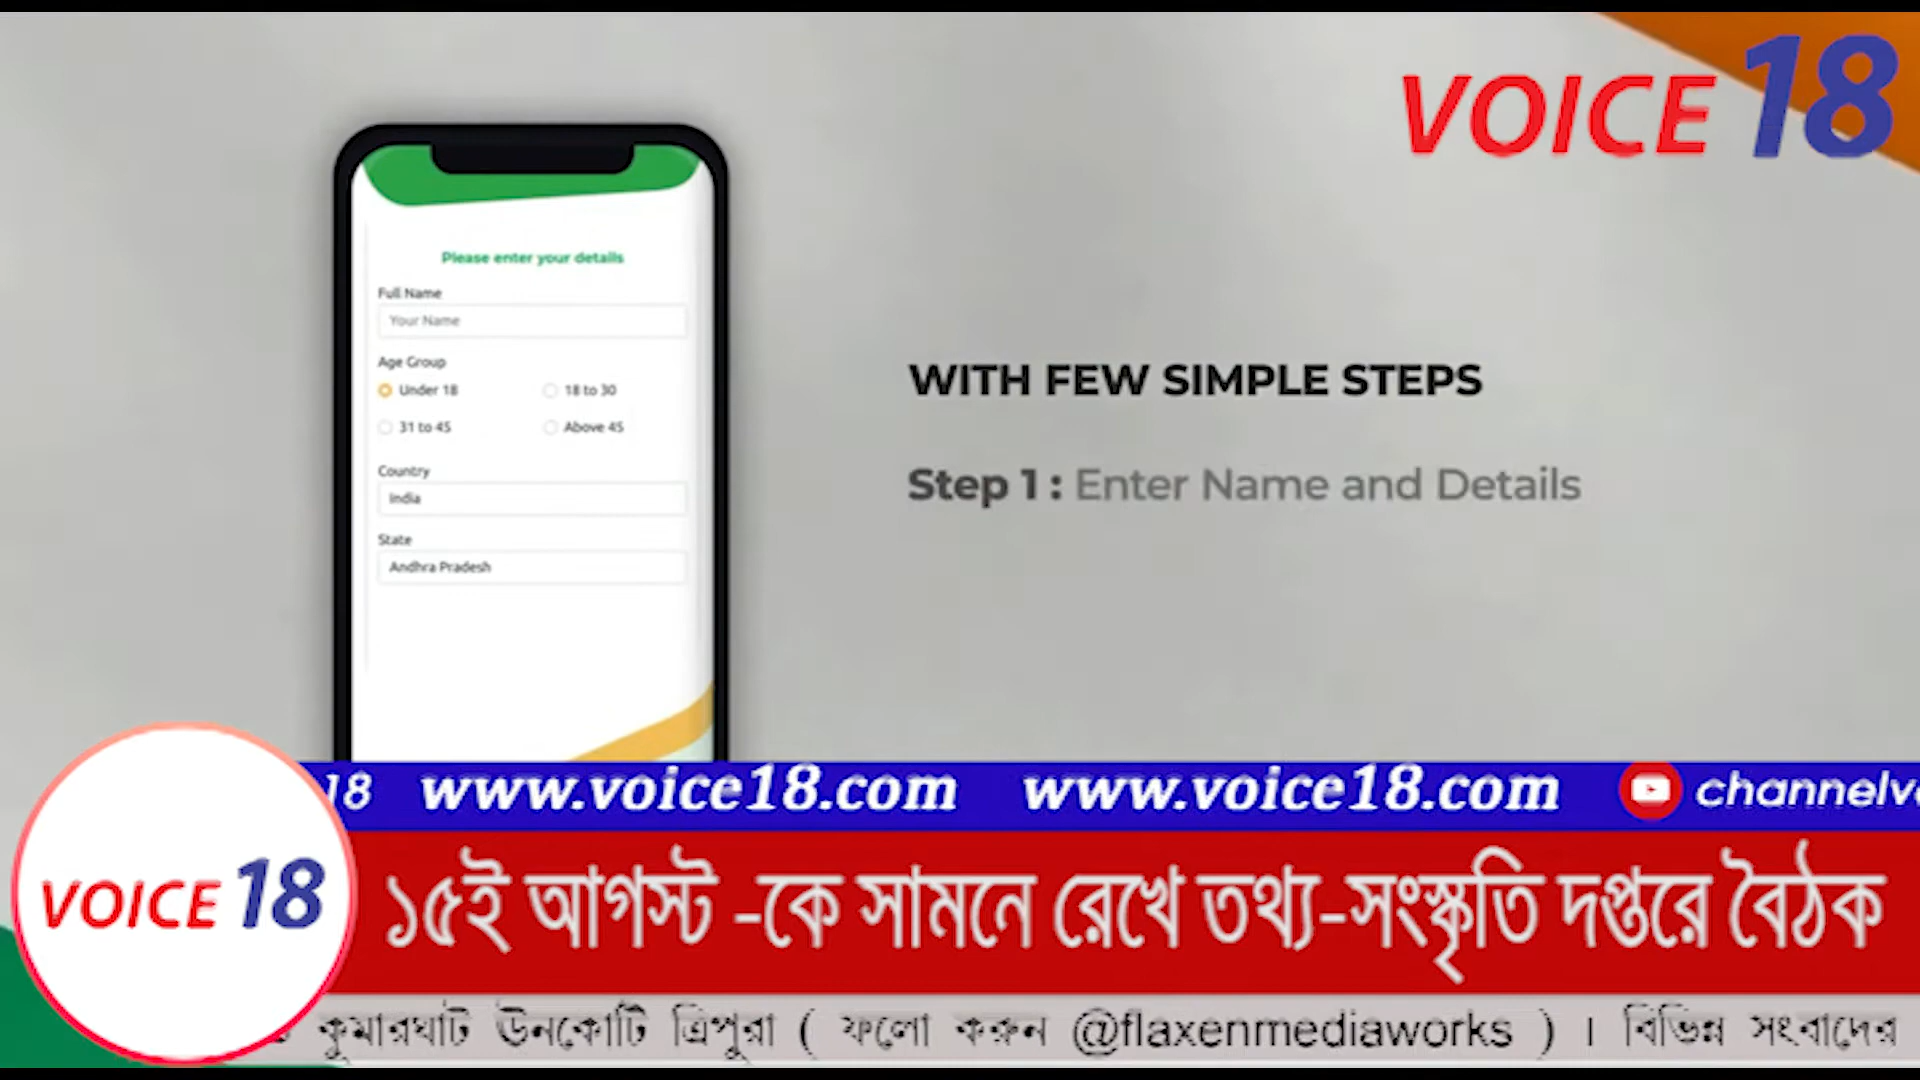 VOICE 18
Please enter your details
Full Name
Your Name
Age Group
Under 18
18 to 30
31 to 45
Above 45
Country
India
State
Andhra Pradesh
WITH FEW SIMPLE STEPS
Step 1 : Enter Name and Details
18 www.voice18.com www.voice18.com
VOICE 18
১৫ই আগস্ট -কে সামনে রেখে তথ্য-সংস্কৃতি দপ্তরে বৈঠক
কুমারঘাট ঊনকোটি ত্রিপুরা ( ফলো করুন @flaxenmediaworks ) । বিভিন্ন সংবাদের